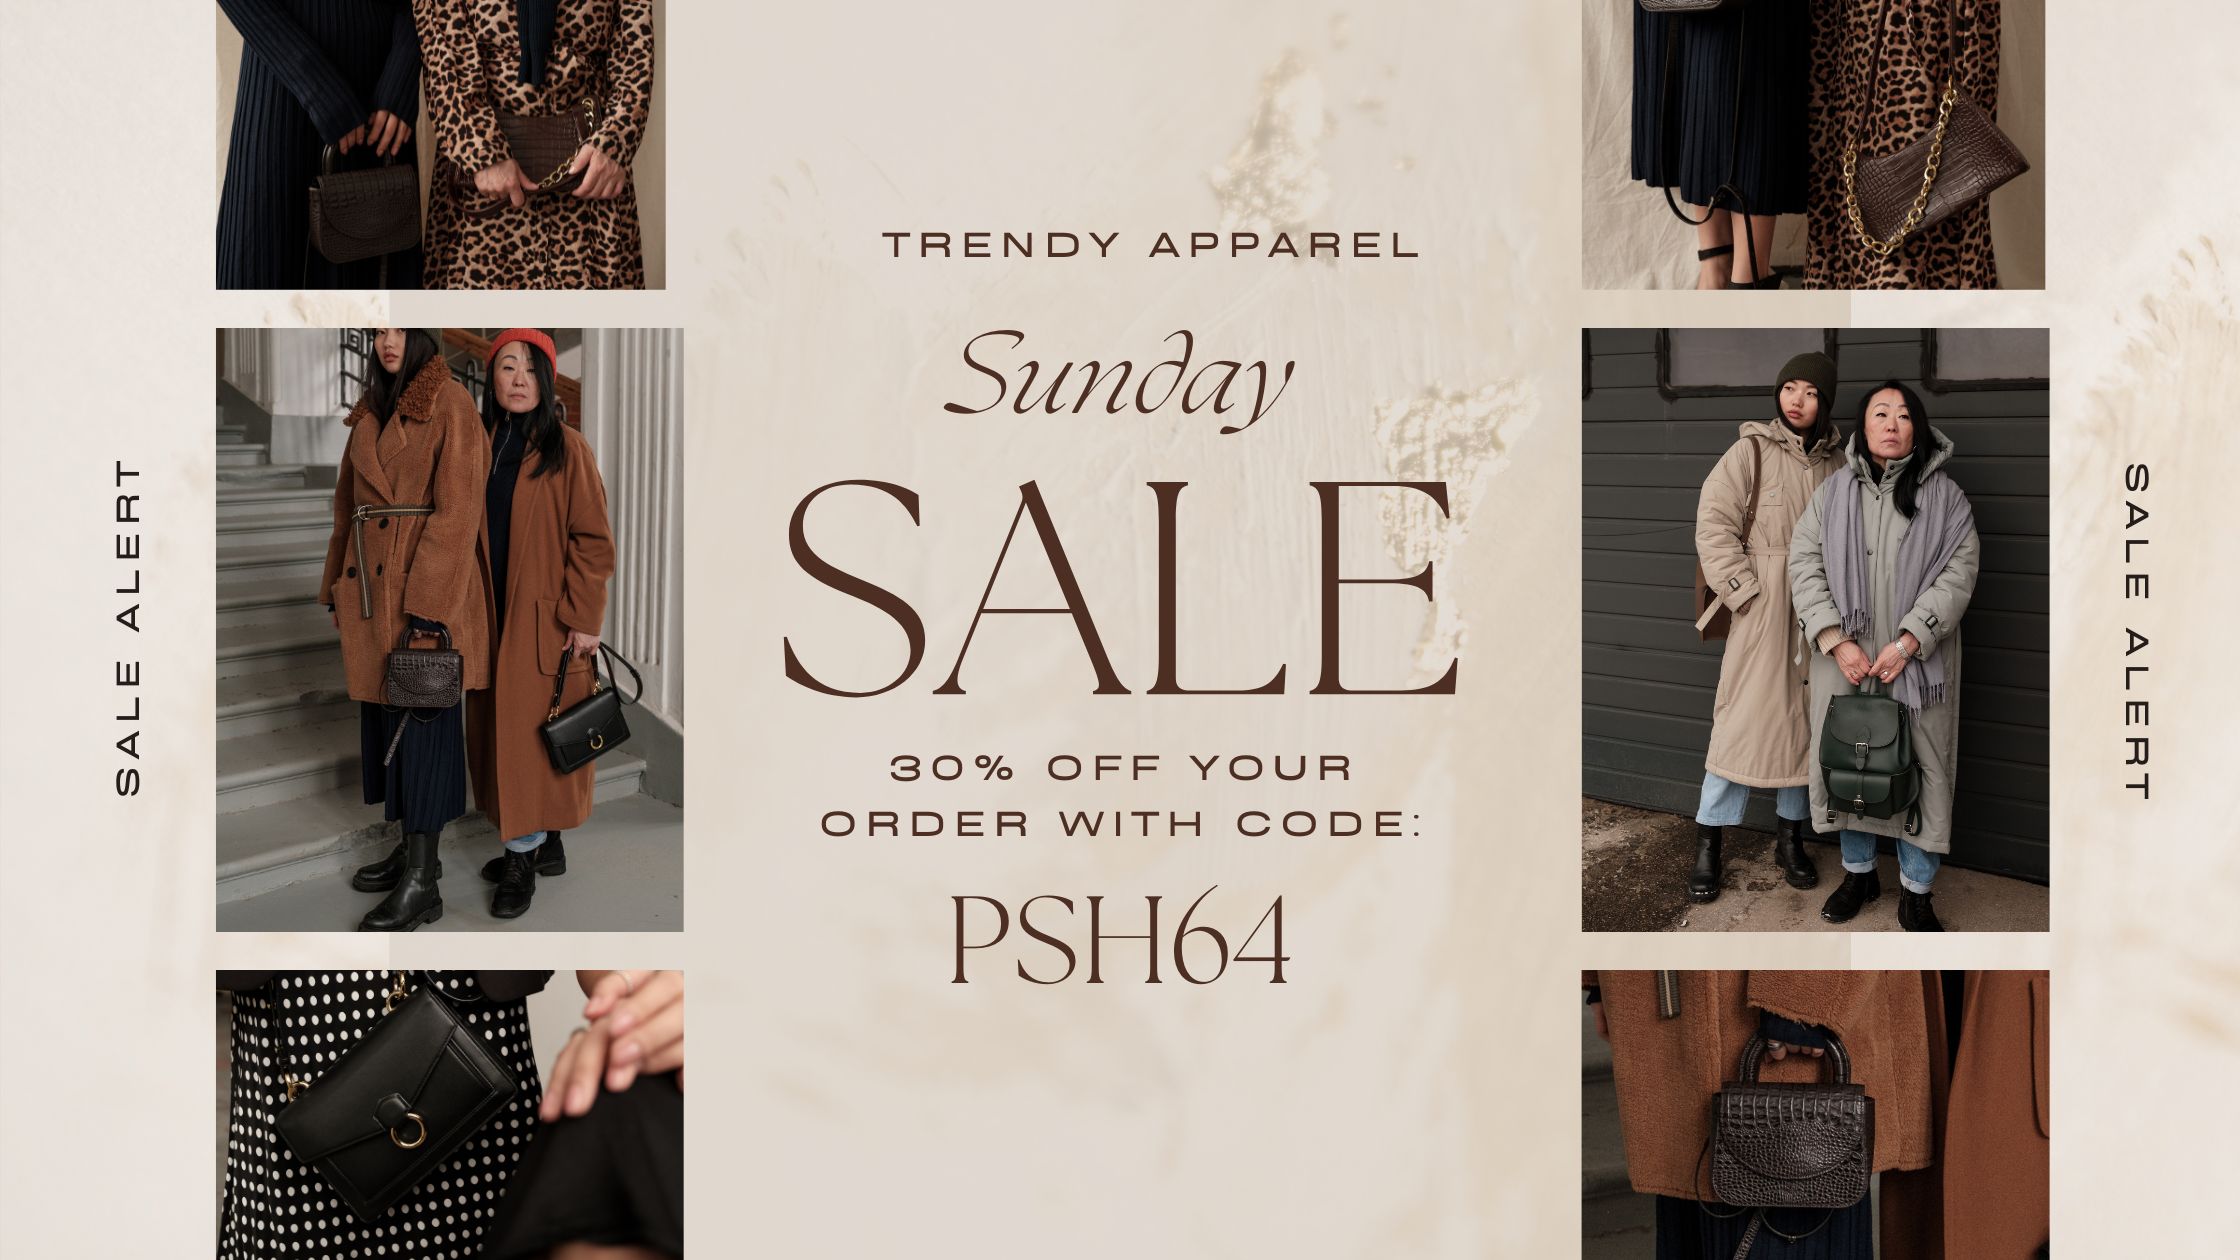 TRENDY APPAREL
Sunday
SALE
30% OFF YOUR
ORDER WITH CODE:
PSH64
SALE ALERT
SALE ALERT